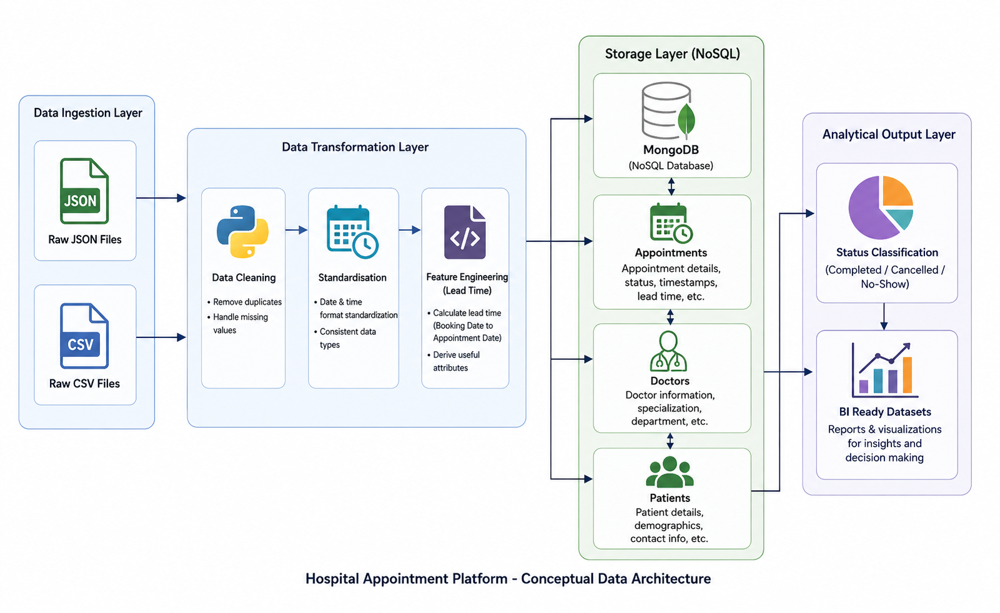 Data Ingestion Layer
JSON
Raw JSON Files
CSV
Raw CSV Files
Data Transformation Layer
Data Cleaning
• Remove duplicates
• Handle missing
values
Standardisation
• Date & time
format standardization
• Consistent data
types
</>
Feature Engineering
(Lead Time)
• Calculate lead time
(Booking Date to
Appointment Date)
• Derive useful
attributes
Storage Layer (NoSQL)
MongoDB
(NoSQL Database)
Appointments
Appointment details,
status, timestamps,
lead time, etc.
Doctors
Doctor information,
specialization,
department, etc.
Patients
Patient details,
demographics,
contact info, etc.
Analytical Output Layer
Status Classification
(Completed / Cancelled /
No-Show)
BI Ready Datasets
Reports & visualizations
for insights and
decision making
Hospital Appointment Platform - Conceptual Data Architecture